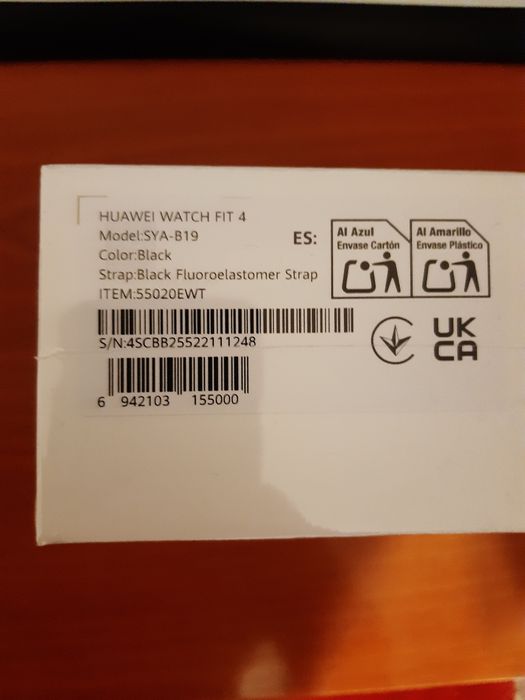 HUAWEI WATCH FIT 4
Model:SYA-B19
Color:Black
Strap:Black Fluoroelastomer Strap
ITEM:55020EWT
S/N:4SCBB25522111248
6 942103 155000
ES:
Al Azul
Envase Cartón
Al Amarillo
Envase Plástico
UK
CA